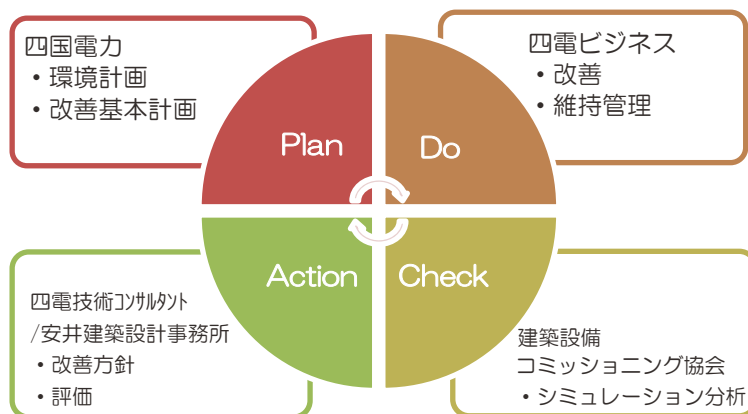 四国電力
・環境計画
・改善基本計画
四電ビジネス
・改善
・維持管理
Plan
Do
Action
Check
四電技術ｺﾝｻﾙﾀﾝﾄ
/安井建築設計事務所
・改善方針
・評価
建築設備
コミッショニング協会
・シミュレーション分析